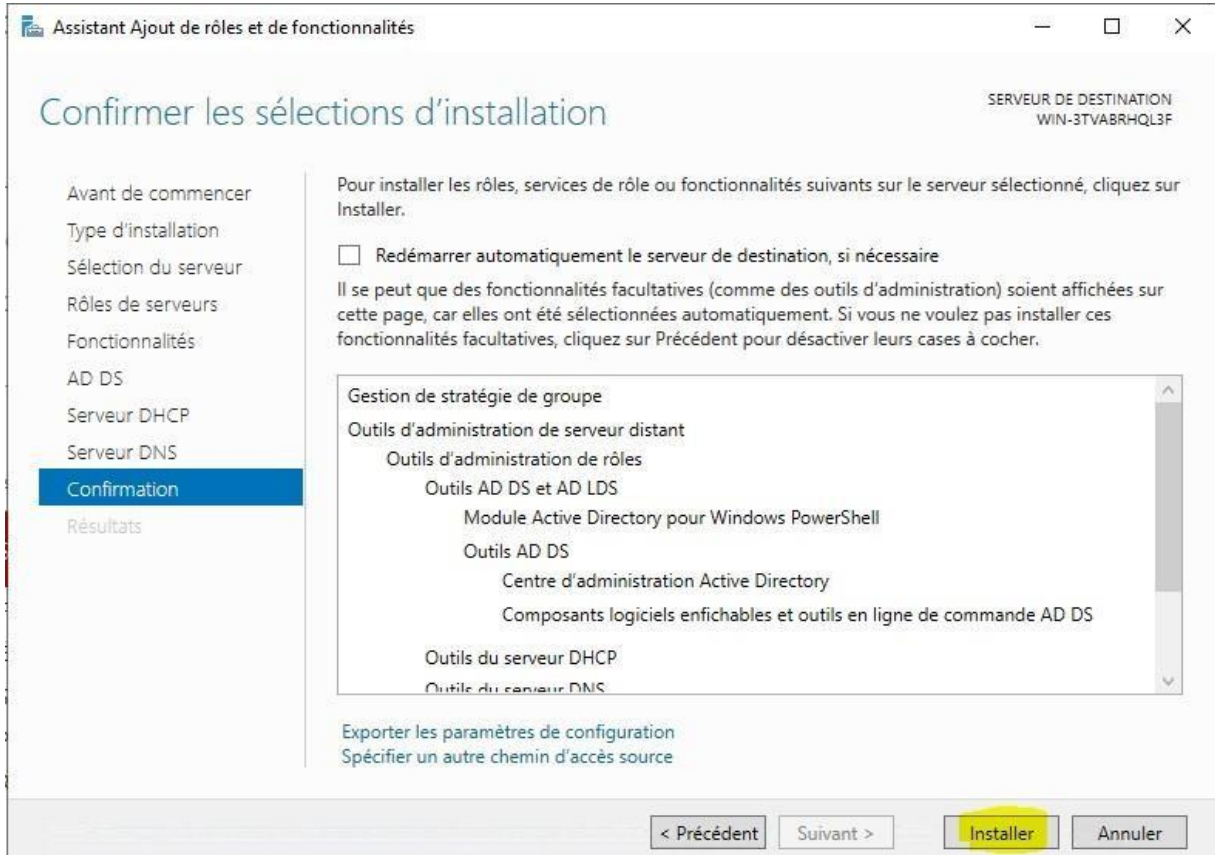 Assistant Ajout de rôles et de fonctionnalités
Confirmer les sélections d'installation
SERVEUR DE DESTINATION
WIN-3TVABRHQL3F
Avant de commencer
Type d'installation
Sélection du serveur
Rôles de serveurs
Fonctionnalités
AD DS
Serveur DHCP
Serveur DNS
Confirmation
Résultats
Pour installer les rôles, services de rôle ou fonctionnalités suivants sur le serveur sélectionné, cliquez sur
Installer.
Redémarrer automatiquement le serveur de destination, si nécessaire
Il se peut que des fonctionnalités facultatives (comme des outils d'administration) soient affichées sur
cette page, car elles ont été sélectionnées automatiquement. Si vous ne voulez pas installer ces
fonctionnalités facultatives, cliquez sur Précédent pour désactiver leurs cases à cocher.
Gestion de stratégie de groupe
Outils d'administration de serveur distant
Outils d'administration de rôles
Outils AD DS et AD LDS
Module Active Directory pour Windows PowerShell
Outils AD DS
Centre d'administration Active Directory
Composants logiciels enfichables et outils en ligne de commande AD DS
Outils du serveur DHCP
Outils du serveur DNS
Exporter les paramètres de configuration
Spécifier un autre chemin d'accès source
< Précédent
Suivant >
Installer
Annuler